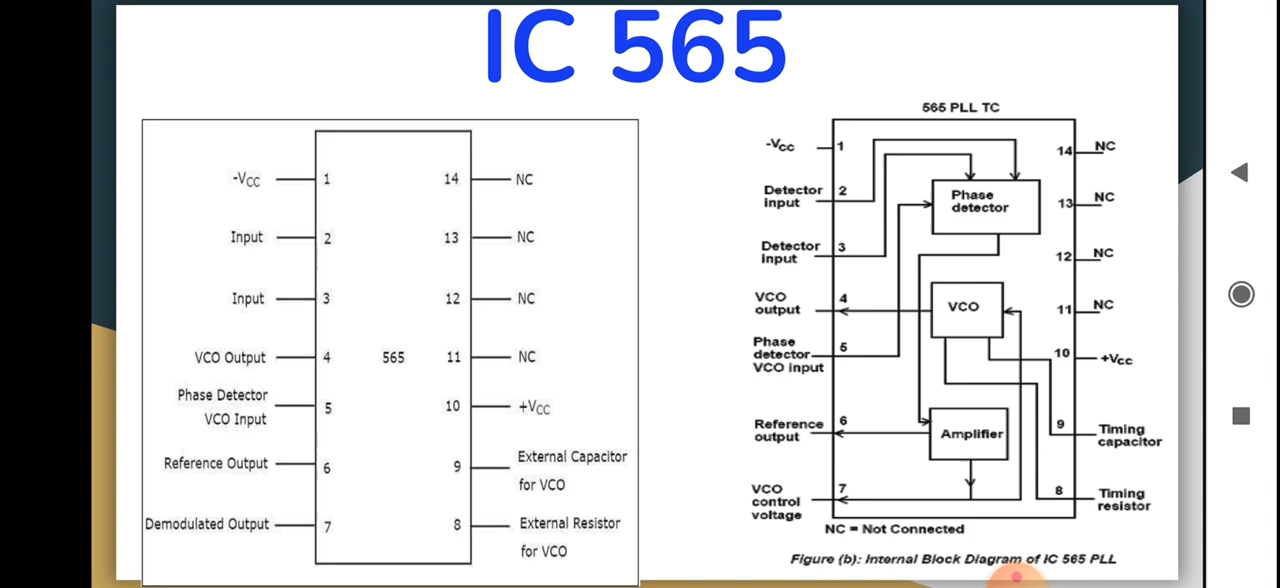 IC 565
-VCC
1
14
NC
Input
2
13
NC
Input
3
12
NC
VCO Output
4
565
11
NC
Phase Detector
VCO Input
5
10
+VCC
Reference Output
6
9
External Capacitor
for VCO
Demodulated Output
7
8
External Resistor
for VCO
565 PLL TC
-VCC
1
14
NC
Detector
input
2
Phase
detector
13
NC
Detector
input
3
12
NC
VCO
output
4
VCO
11
NC
Phase
detector
VCO input
5
10
+VCC
Reference
output
6
Amplifier
9
Timing
capacitor
VCO
control
voltage
7
8
Timing
resistor
NC = Not Connected
Figure (b): Internal Block Diagram of IC 565 PLL